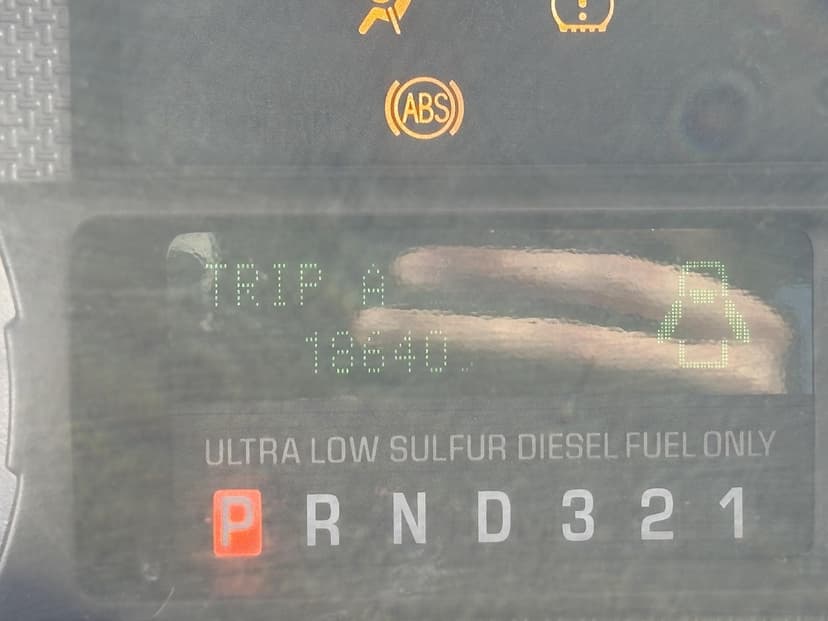 ABS
TRIP A
18640
ULTRA LOW SULFUR DIESEL FUEL ONLY
P R N D 3 2 1